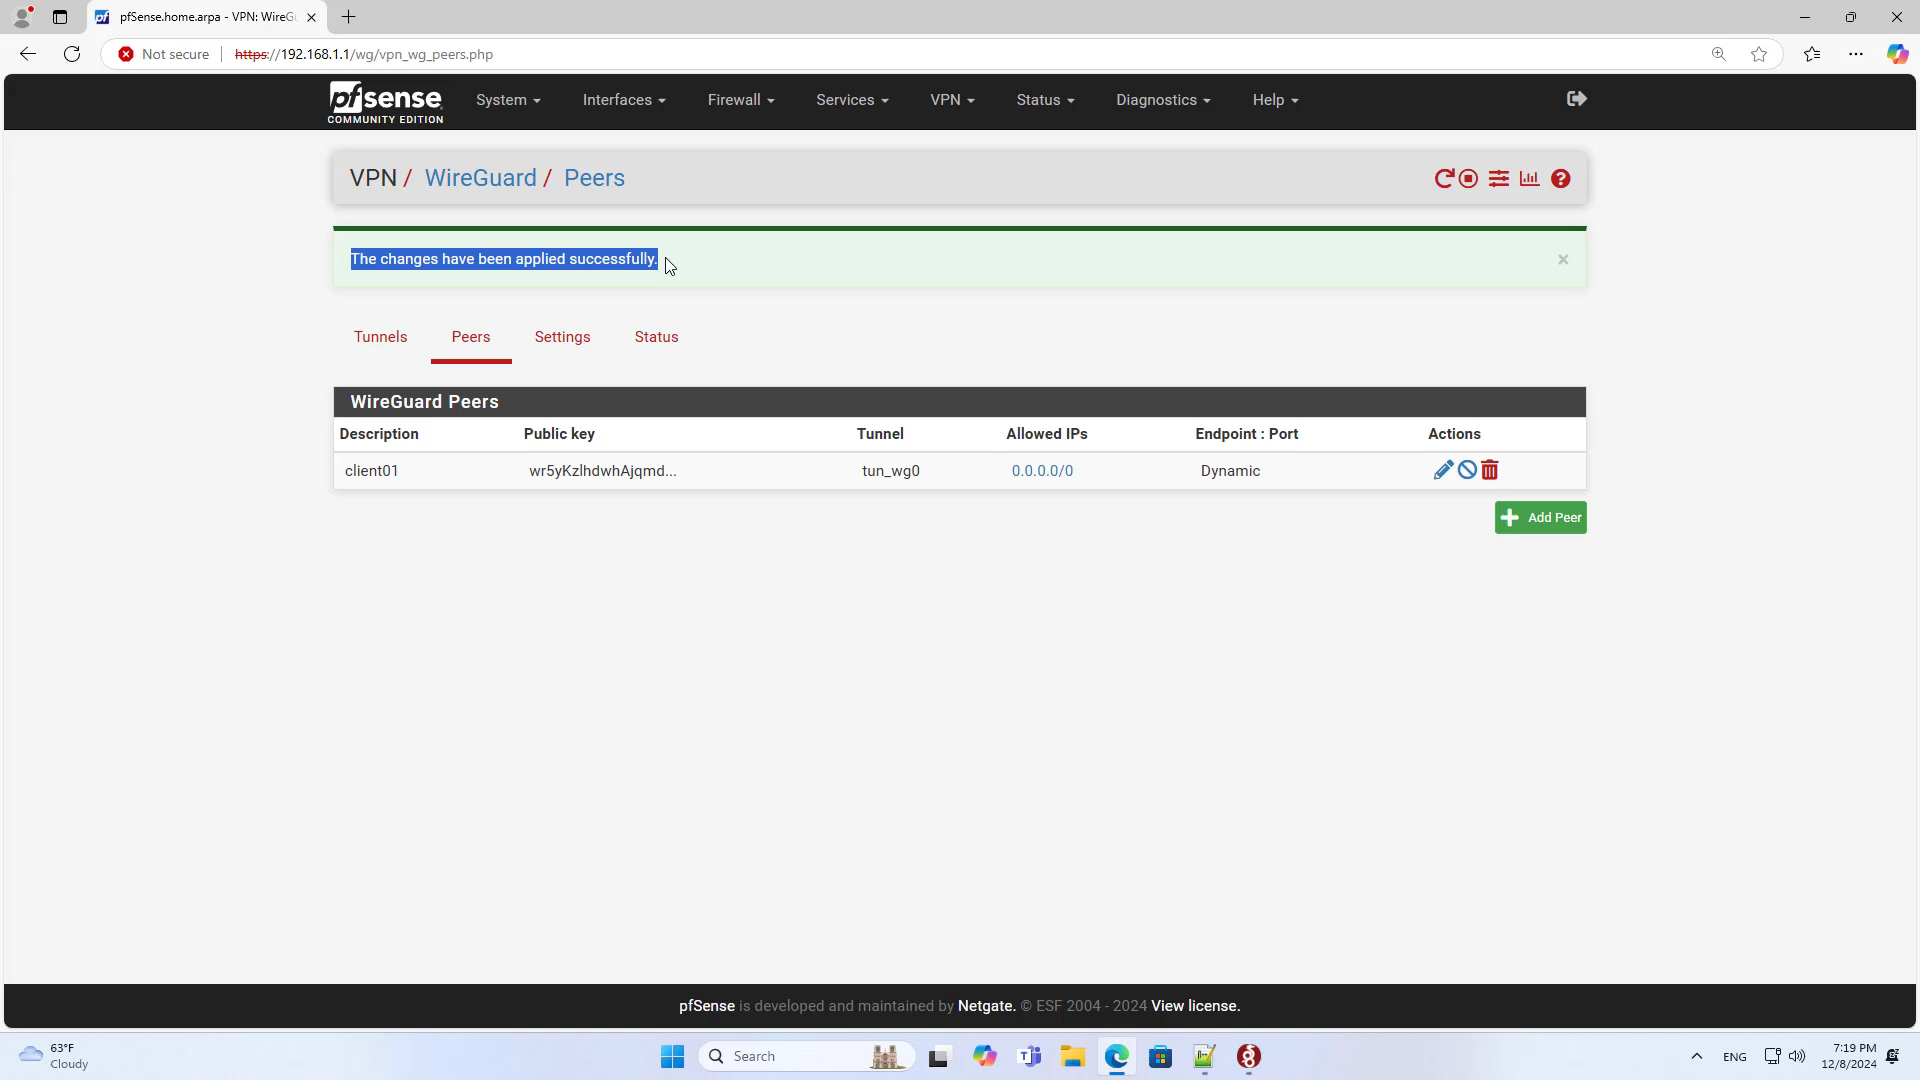 pfSense.home.arpa - VPN: WireGu
Not secure
https://192.168.1.1/wg/vpn_wg_peers.php
pfsense
COMMUNITY EDITION
System
Interfaces
Firewall
Services
VPN
Status
Diagnostics
Help
VPN / WireGuard / Peers
The changes have been applied successfully.
Tunnels
Peers
Settings
Status
WireGuard Peers
Description Public key Tunnel Allowed IPs Endpoint : Port Actions
client01 wr5yKzlhdwhAjqmd... tun_wg0 0.0.0.0/0 Dynamic
Add Peer
pfSense is developed and maintained by Netgate. © ESF 2004 - 2024 View license.
63°F
Cloudy
Search
ENG
7:19 PM
12/8/2024